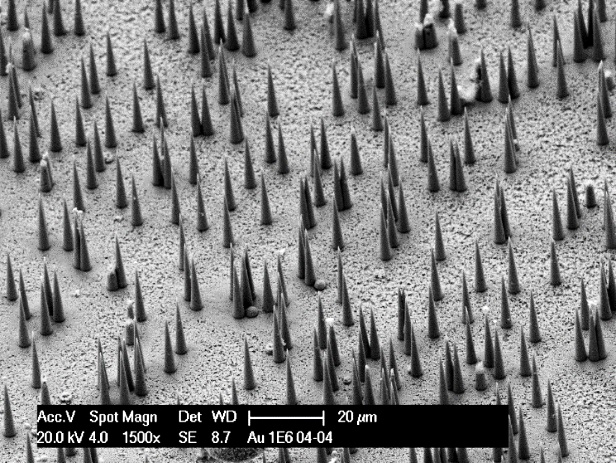 Acc.V Spot Magn Det WD 20 µm
20.0 kV 4.0 1500x SE 8.7 Au 1E6 04-04